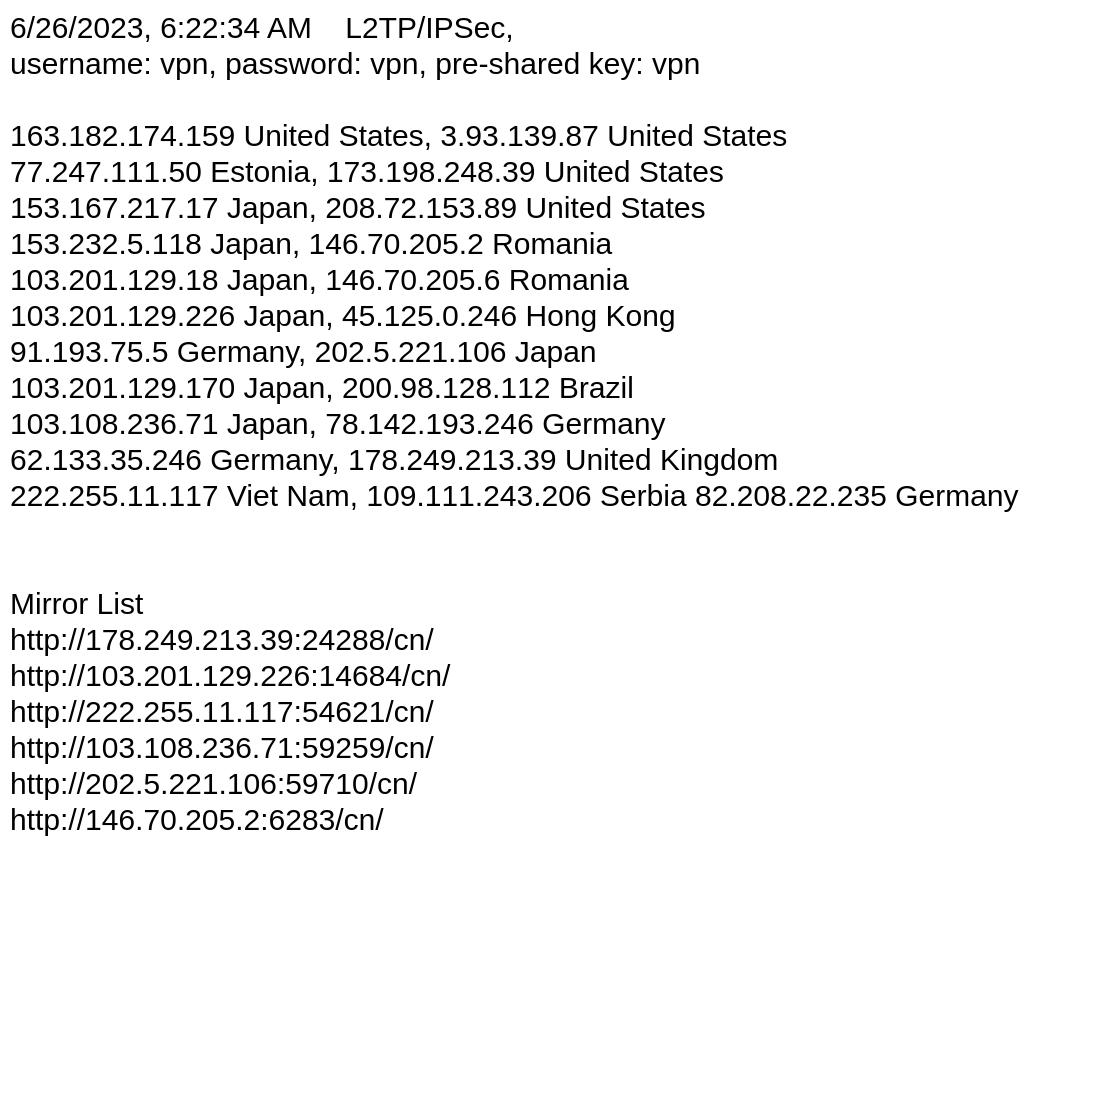 6/26/2023, 6:22:34 AM    L2TP/IPSec,
username: vpn, password: vpn, pre-shared key: vpn
163.182.174.159 United States, 3.93.139.87 United States
77.247.111.50 Estonia, 173.198.248.39 United States
153.167.217.17 Japan, 208.72.153.89 United States
153.232.5.118 Japan, 146.70.205.2 Romania
103.201.129.18 Japan, 146.70.205.6 Romania
103.201.129.226 Japan, 45.125.0.246 Hong Kong
91.193.75.5 Germany, 202.5.221.106 Japan
103.201.129.170 Japan, 200.98.128.112 Brazil
103.108.236.71 Japan, 78.142.193.246 Germany
62.133.35.246 Germany, 178.249.213.39 United Kingdom
222.255.11.117 Viet Nam, 109.111.243.206 Serbia 82.208.22.235 Germany
Mirror List
http://178.249.213.39:24288/cn/
http://103.201.129.226:14684/cn/
http://222.255.11.117:54621/cn/
http://103.108.236.71:59259/cn/
http://202.5.221.106:59710/cn/
http://146.70.205.2:6283/cn/